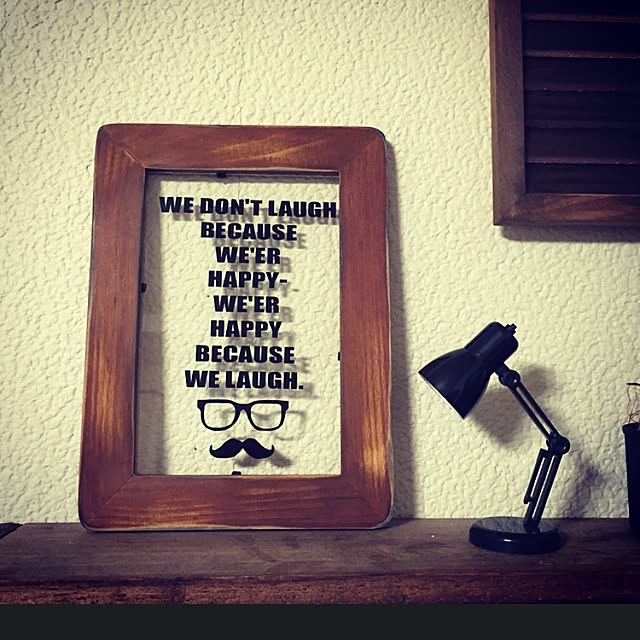 WE DON'T LAUGH
BECAUSE
WE'ER
HAPPY-
WE'ER
HAPPY
BECAUSE
WE LAUGH.